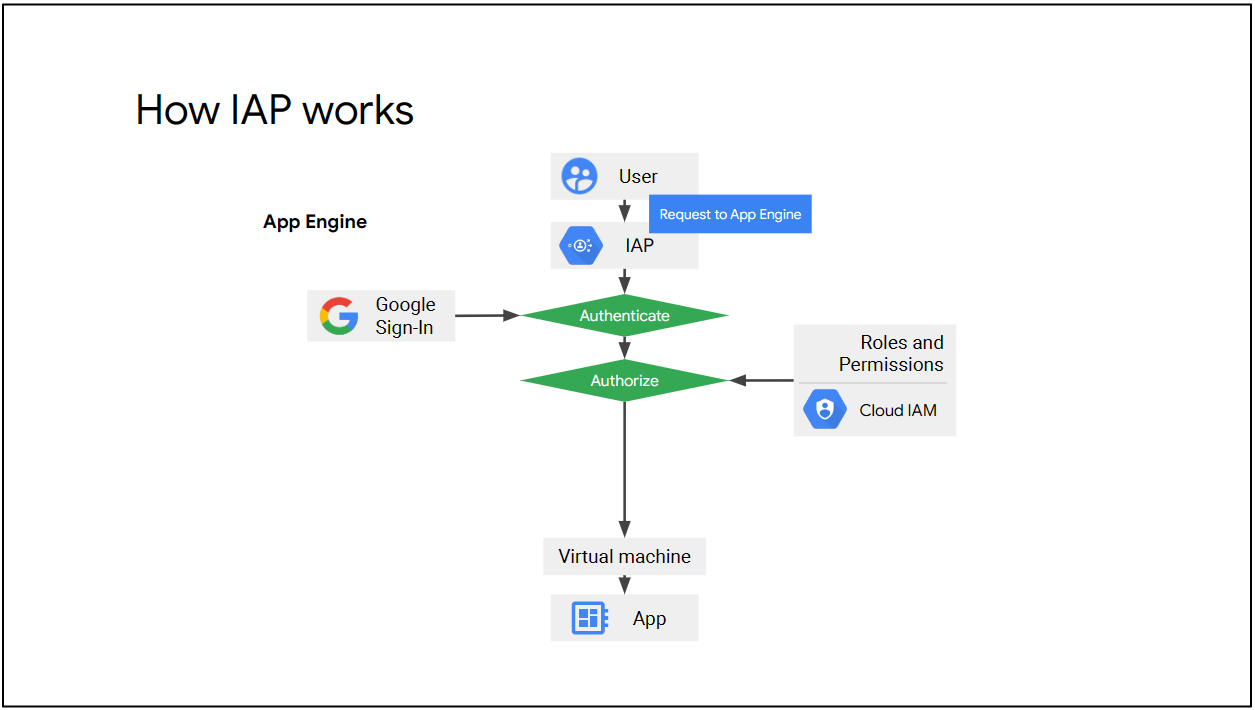 How IAP works
User
Request to App Engine
App Engine
IAP
Google
Sign-In
Authenticate
Roles and
Permissions
Authorize
Cloud IAM
Virtual machine
App